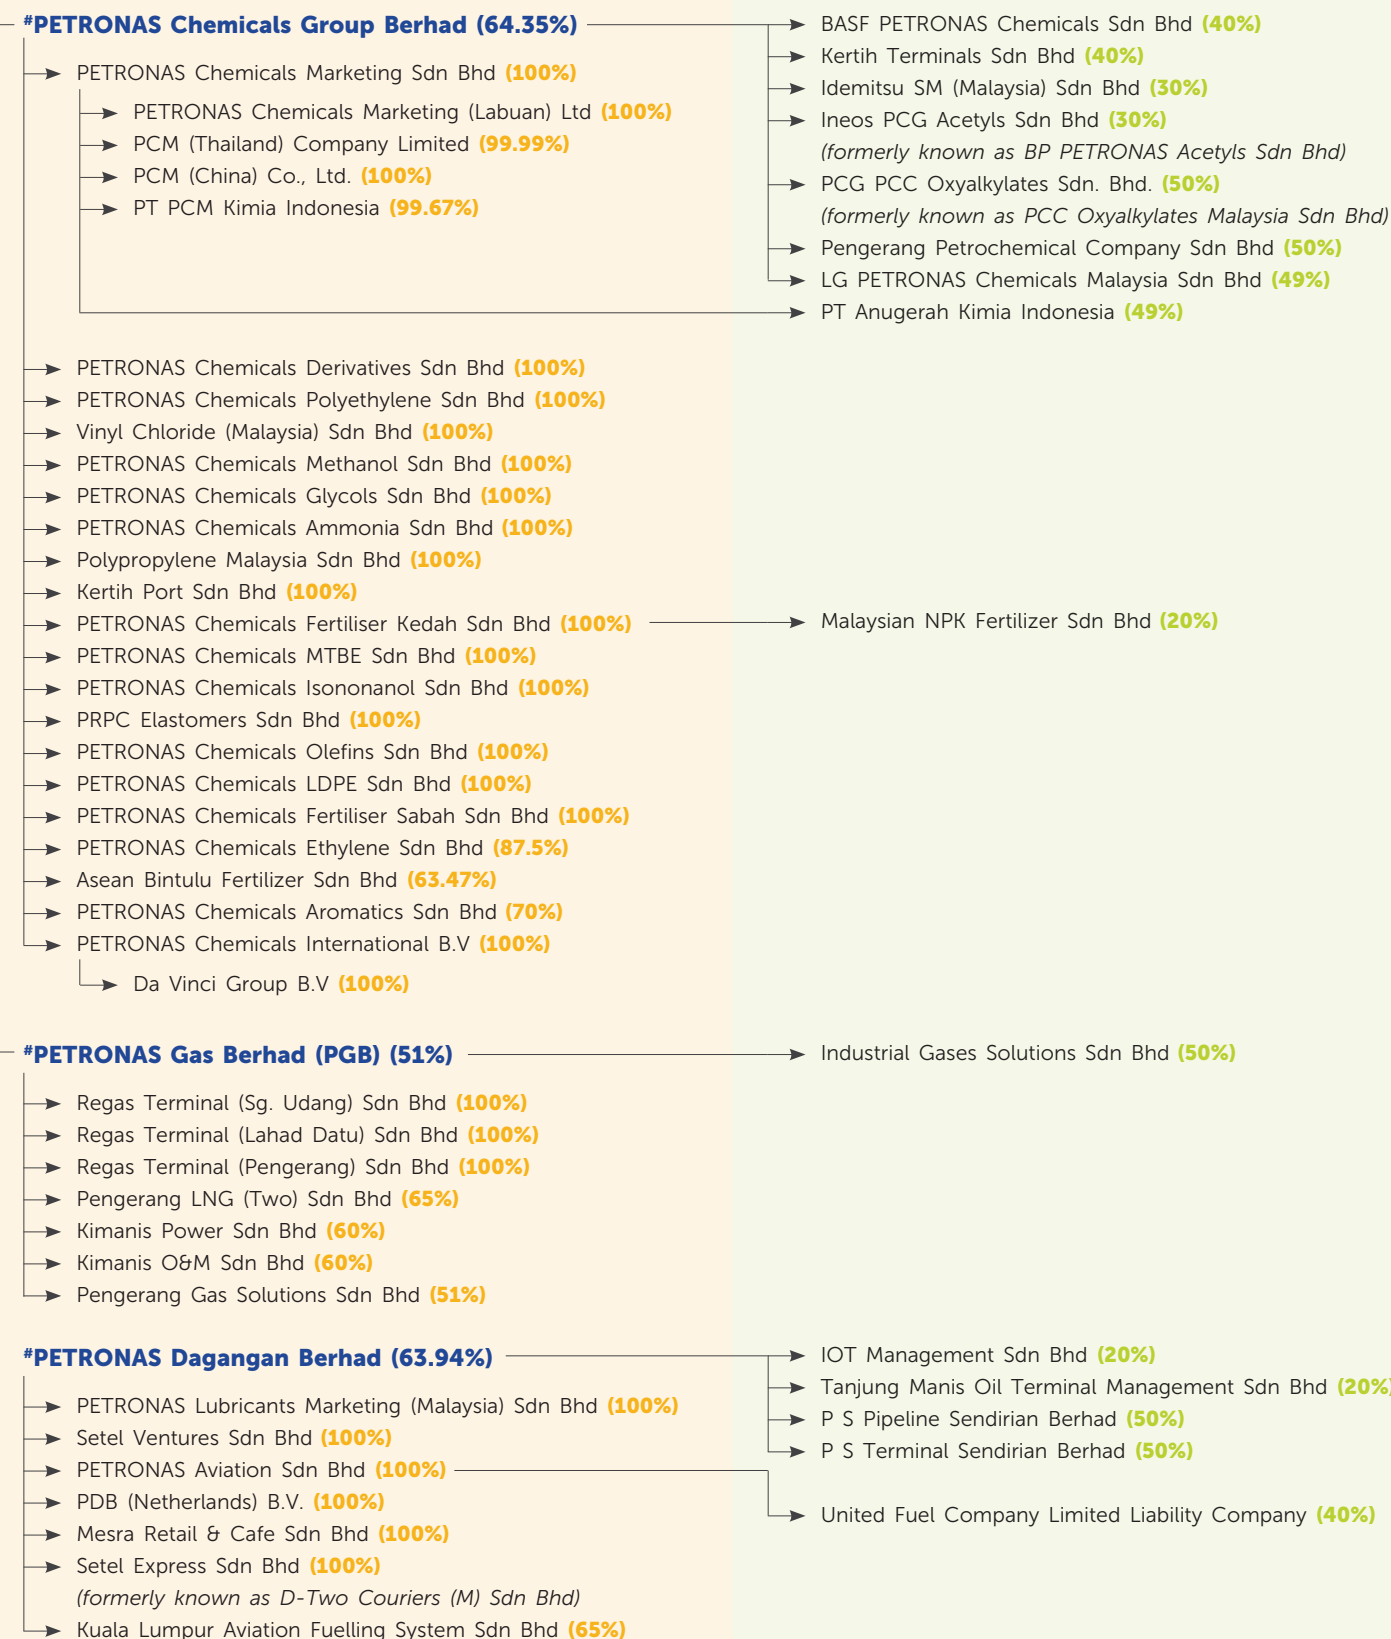 #PETRONAS Chemicals Group Berhad (64.35%)
PETRONAS Chemicals Marketing Sdn Bhd (100%)
PETRONAS Chemicals Marketing (Labuan) Ltd (100%)
PCM (Thailand) Company Limited (99.99%)
PCM (China) Co., Ltd. (100%)
PT PCM Kimia Indonesia (99.67%)
BASF PETRONAS Chemicals Sdn Bhd (40%)
Kertih Terminals Sdn Bhd (40%)
Idemitsu SM (Malaysia) Sdn Bhd (30%)
Ineos PCG Acetyls Sdn Bhd (30%)
(formerly known as BP PETRONAS Acetyls Sdn Bhd)
PCG PCC Oxyalkylates Sdn. Bhd. (50%)
(formerly known as PCC Oxyalkylates Malaysia Sdn Bhd)
Pengerang Petrochemical Company Sdn Bhd (50%)
LG PETRONAS Chemicals Malaysia Sdn Bhd (49%)
PT Anugerah Kimia Indonesia (49%)
PETRONAS Chemicals Derivatives Sdn Bhd (100%)
PETRONAS Chemicals Polyethylene Sdn Bhd (100%)
Vinyl Chloride (Malaysia) Sdn Bhd (100%)
PETRONAS Chemicals Methanol Sdn Bhd (100%)
PETRONAS Chemicals Glycols Sdn Bhd (100%)
PETRONAS Chemicals Ammonia Sdn Bhd (100%)
Polypropylene Malaysia Sdn Bhd (100%)
Kertih Port Sdn Bhd (100%)
PETRONAS Chemicals Fertiliser Kedah Sdn Bhd (100%)
Malaysian NPK Fertilizer Sdn Bhd (20%)
PETRONAS Chemicals MTBE Sdn Bhd (100%)
PETRONAS Chemicals Isononanol Sdn Bhd (100%)
PRPC Elastomers Sdn Bhd (100%)
PETRONAS Chemicals Olefins Sdn Bhd (100%)
PETRONAS Chemicals LDPE Sdn Bhd (100%)
PETRONAS Chemicals Fertiliser Sabah Sdn Bhd (100%)
PETRONAS Chemicals Ethylene Sdn Bhd (87.5%)
Asean Bintulu Fertilizer Sdn Bhd (63.47%)
PETRONAS Chemicals Aromatics Sdn Bhd (70%)
PETRONAS Chemicals International B.V (100%)
Da Vinci Group B.V (100%)
#PETRONAS Gas Berhad (PGB) (51%)
Industrial Gases Solutions Sdn Bhd (50%)
Regas Terminal (Sg. Udang) Sdn Bhd (100%)
Regas Terminal (Lahad Datu) Sdn Bhd (100%)
Regas Terminal (Pengerang) Sdn Bhd (100%)
Pengerang LNG (Two) Sdn Bhd (65%)
Kimanis Power Sdn Bhd (60%)
Kimanis O&M Sdn Bhd (60%)
Pengerang Gas Solutions Sdn Bhd (51%)
#PETRONAS Dagangan Berhad (63.94%)
IOT Management Sdn Bhd (20%)
Tanjung Manis Oil Terminal Management Sdn Bhd (20%)
P S Pipeline Sendirian Berhad (50%)
P S Terminal Sendirian Berhad (50%)
PETRONAS Lubricants Marketing (Malaysia) Sdn Bhd (100%)
Setel Ventures Sdn Bhd (100%)
PETRONAS Aviation Sdn Bhd (100%)
United Fuel Company Limited Liability Company (40%)
PDB (Netherlands) B.V. (100%)
Mesra Retail & Cafe Sdn Bhd (100%)
Setel Express Sdn Bhd (100%)
(formerly known as D-Two Couriers (M) Sdn Bhd)
Kuala Lumpur Aviation Fuelling System Sdn Bhd (65%)